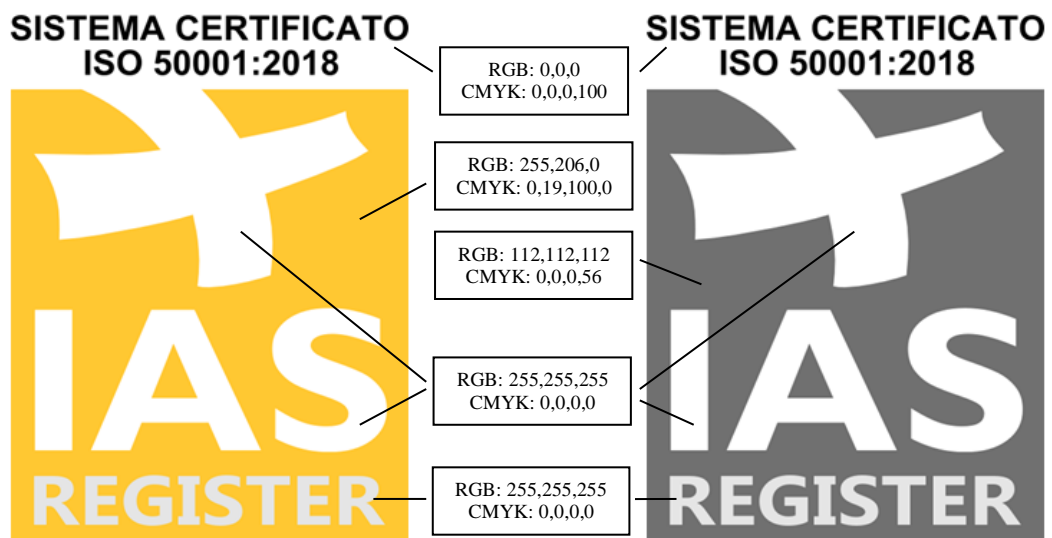 SISTEMA CERTIFICATO
ISO 50001:2018
IAS
REGISTER
RGB: 0,0,0
CMYK: 0,0,0,100
RGB: 255,206,0
CMYK: 0,19,100,0
RGB: 112,112,112
CMYK: 0,0,0,56
RGB: 255,255,255
CMYK: 0,0,0,0
RGB: 255,255,255
CMYK: 0,0,0,0
SISTEMA CERTIFICATO
ISO 50001:2018
IAS
REGISTER